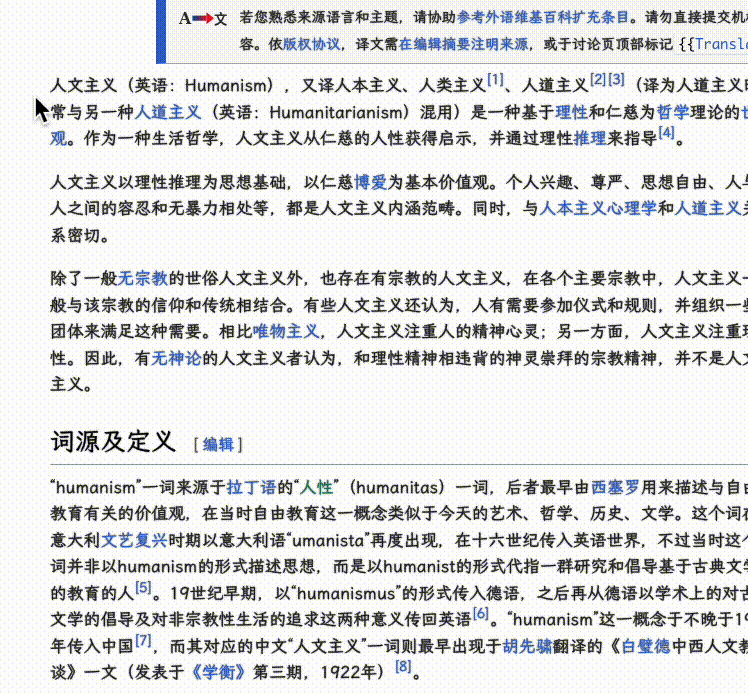 A 文 若您熟悉来源语言和主题，请协助参考外语维基百科扩充条目。请勿直接提交机
容。依版权协议，译文需在编辑摘要注明来源，或于讨论页顶部标记 {{Transl
人文主义（英语：Humanism），又译人本主义、人类主义[1]、人道主义[2][3]（译为人道主义时
常与另一种人道主义（英语：Humanitarianism）混用）是一种基于理性和仁慈为哲学理论的世
观。作为一种生活哲学，人文主义从仁慈的人性获得启示，并通过理性推理来指导[4]。
人文主义以理性推理为思想基础，以仁慈博爱为基本价值观。个人兴趣、尊严、思想自由、人与
人之间的容忍和无暴力相处等，都是人文主义内涵范畴。同时，与人本主义心理学和人道主义关
系密切。
除了一般无宗教的世俗人文主义外，也存在有宗教的人文主义，在各个主要宗教中，人文主义一
般与该宗教的信仰和传统相结合。有些人文主义还认为，人有需要参加仪式和规则，并组织一些
团体来满足这种需要。相比唯物主义，人文主义注重人的精神心灵；另一方面，人文主义注重理
性。因此，有无神论的人文主义者认为，和理性精神相违背的神灵崇拜的宗教精神，并不是人文
主义。
词源及定义 [编辑]
“humanism”一词来源于拉丁语的“人性”（humanitas）一词，后者最早由西塞罗用来描述与自由
教育有关的价值观，在当时自由教育这一概念类似于今天的艺术、哲学、历史、文学。这个词在
意大利文艺复兴时期以意大利语“umanista”再度出现，在十六世纪传入英语世界，不过当时这个
词并非以humanism的形式描述思想，而是以humanist的形式代指一群研究和倡导基于古典文学
的教育的人[5]。19世纪早期，以“humanismus”的形式传入德语，之后再从德语以学术上的对古
文学的倡导及对非宗教性生活的追求这两种意义传回英语[6]。“humanism”这一概念于不晚于19
年传入中国[7]，而其对应的中文“人文主义”一词则最早出现于胡先骕翻译的《白璧德中西人文教
谈》一文（发表于《学衡》第三期，1922年）[8]。